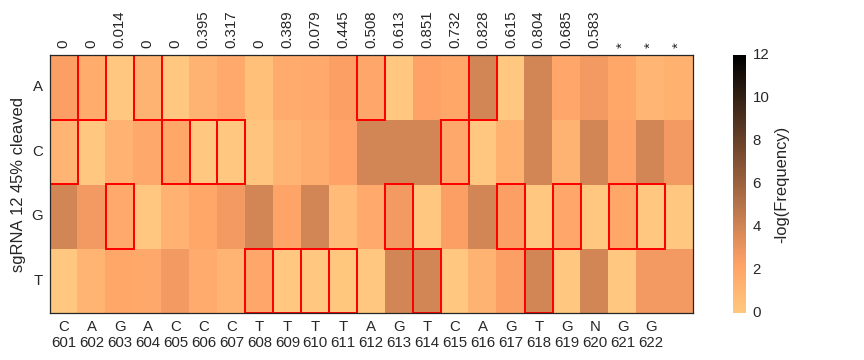 0 0 0.014 0 0 0.395 0.317 0 0.389 0.079 0.445 0.508 0.613 0.851 0.732 0.828 0.615 0.804 0.685 0.583 * * *
sgRNA 12 45% cleaved
A
C
G
T
C A G A C C C T T T T A G T C A G T G N G G
601 602 603 604 605 606 607 608 609 610 611 612 613 614 615 616 617 618 619 620 621 622
12
10
8
6
4
2
0
-log(Frequency)